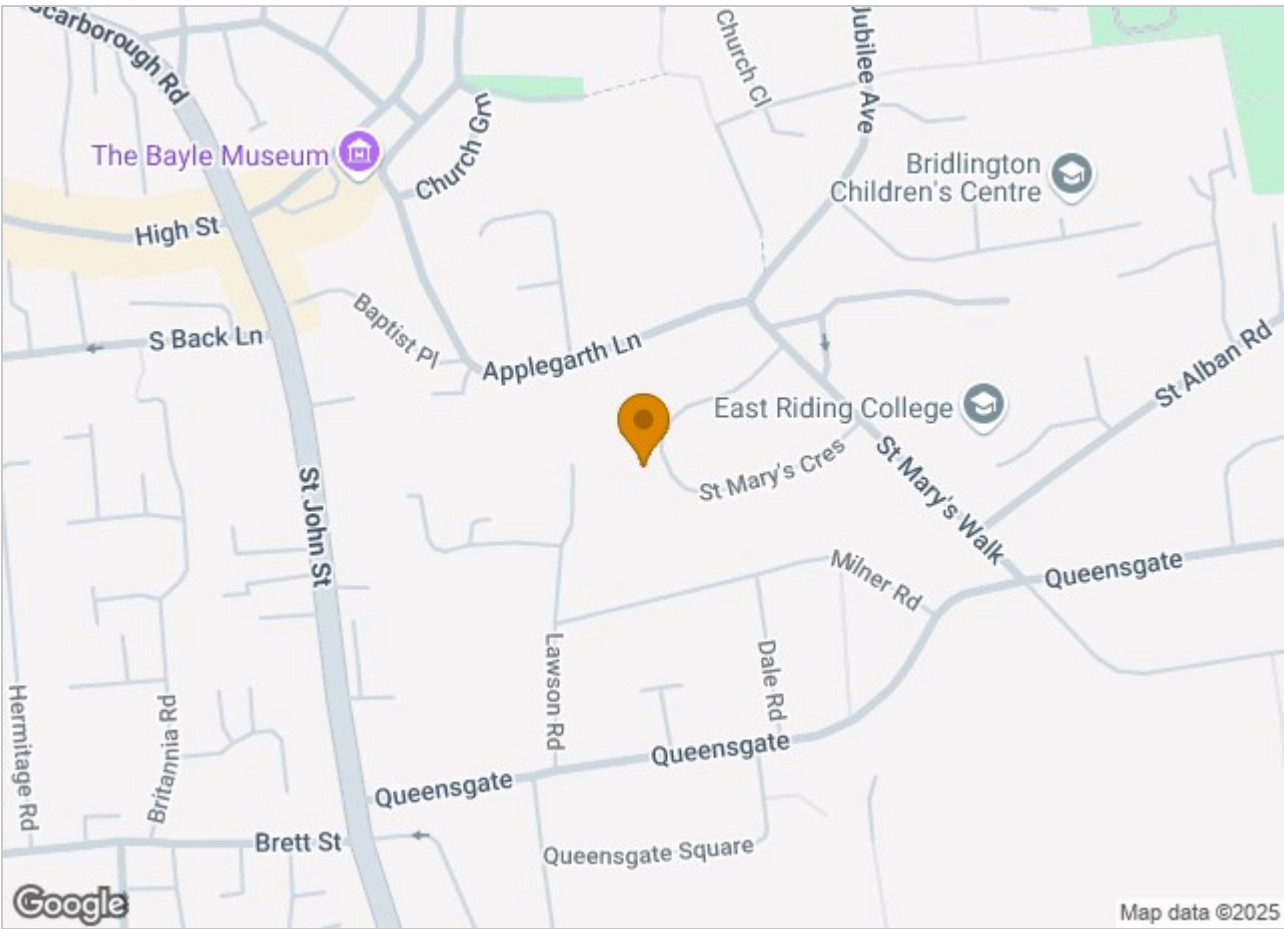 Scarborough Rd
Church Cl
Jubilee Ave
The Bayle Museum
Church Grn
Bridlington
Children's Centre
High St
Baptist Pl
S Back Ln
Applegarth Ln
St Alban Rd
East Riding College
St Mary's Cres
St Mary's Walk
St John St
Milner Rd
Queensgate
Lawson Rd
Dale Rd
Hermitage Rd
Britannia Rd
Queensgate
Queensgate
Brett St
Queensgate Square
Google
Map data ©2025